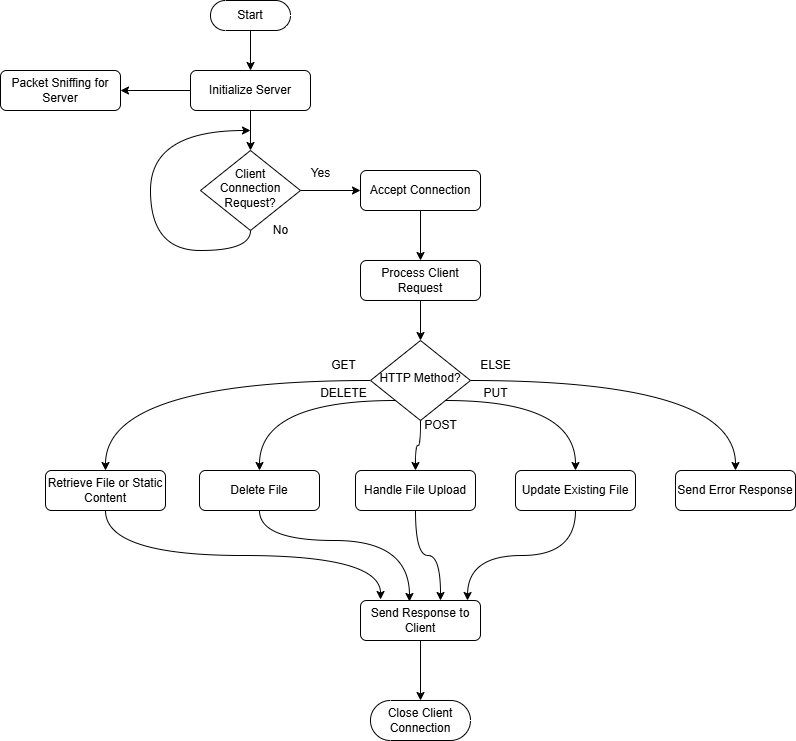 Start
Packet Sniffing for
Server
Initialize Server
Client
Connection
Request?
Yes
No
Accept Connection
Process Client
Request
HTTP Method?
GET
DELETE
POST
PUT
ELSE
Retrieve File or Static
Content
Delete File
Handle File Upload
Update Existing File
Send Error Response
Send Response to
Client
Close Client
Connection